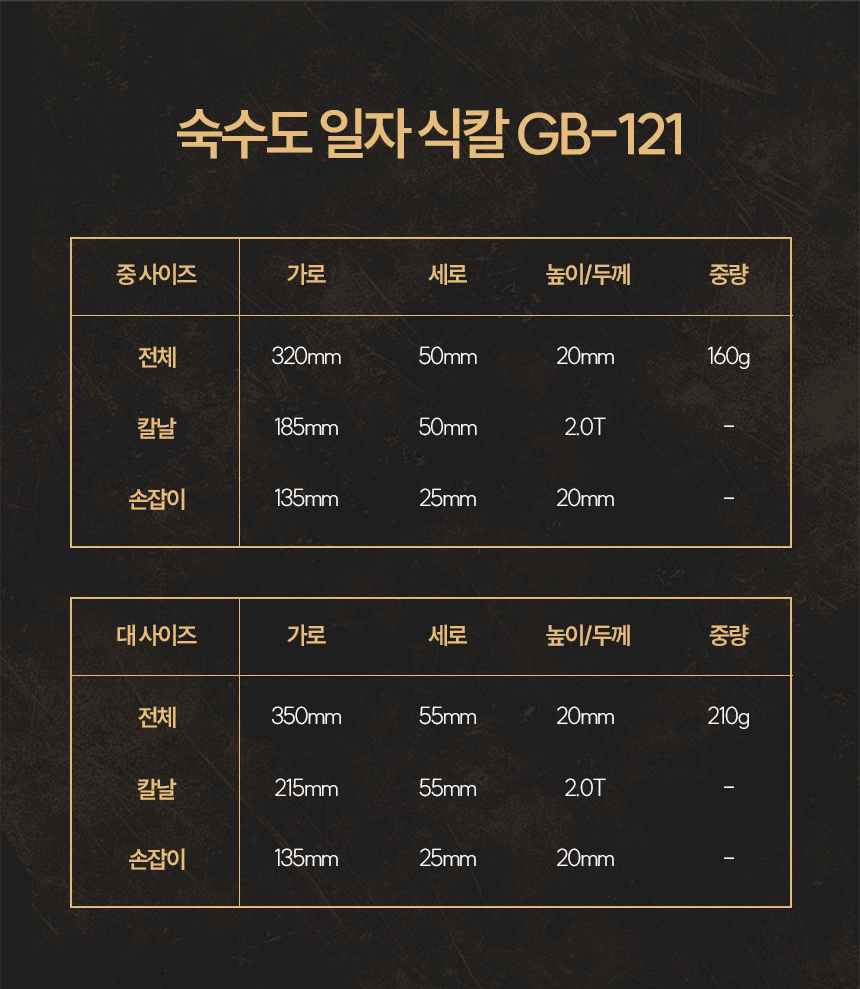 숙수도 일자 식칼 GB-121
중 사이즈 가로 세로 높이/두께 중량
전체 320mm 50mm 20mm 160g
칼날 185mm 50mm 2.0T -
손잡이 135mm 25mm 20mm -
대 사이즈 가로 세로 높이/두께 중량
전체 350mm 55mm 20mm 210g
칼날 215mm 55mm 2.0T -
손잡이 135mm 25mm 20mm -